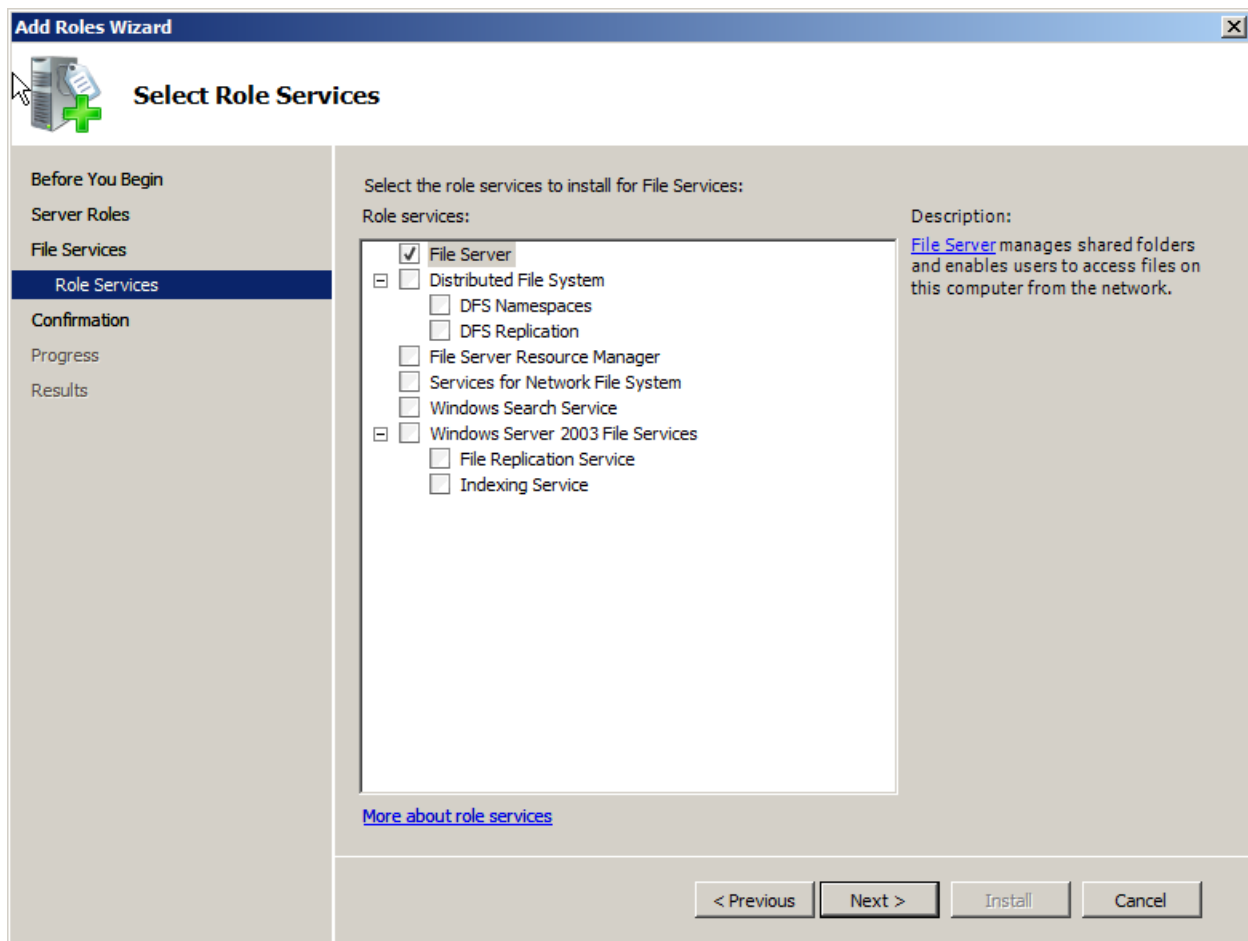 Add Roles Wizard
Select Role Services
Before You Begin
Server Roles
File Services
Role Services
Confirmation
Progress
Results
Select the role services to install for File Services:
Role services:
File Server
Distributed File System
DFS Namespaces
DFS Replication
File Server Resource Manager
Services for Network File System
Windows Search Service
Windows Server 2003 File Services
File Replication Service
Indexing Service
More about role services
Description:
File Server manages shared folders
and enables users to access files on
this computer from the network.
< Previous
Next >
Install
Cancel